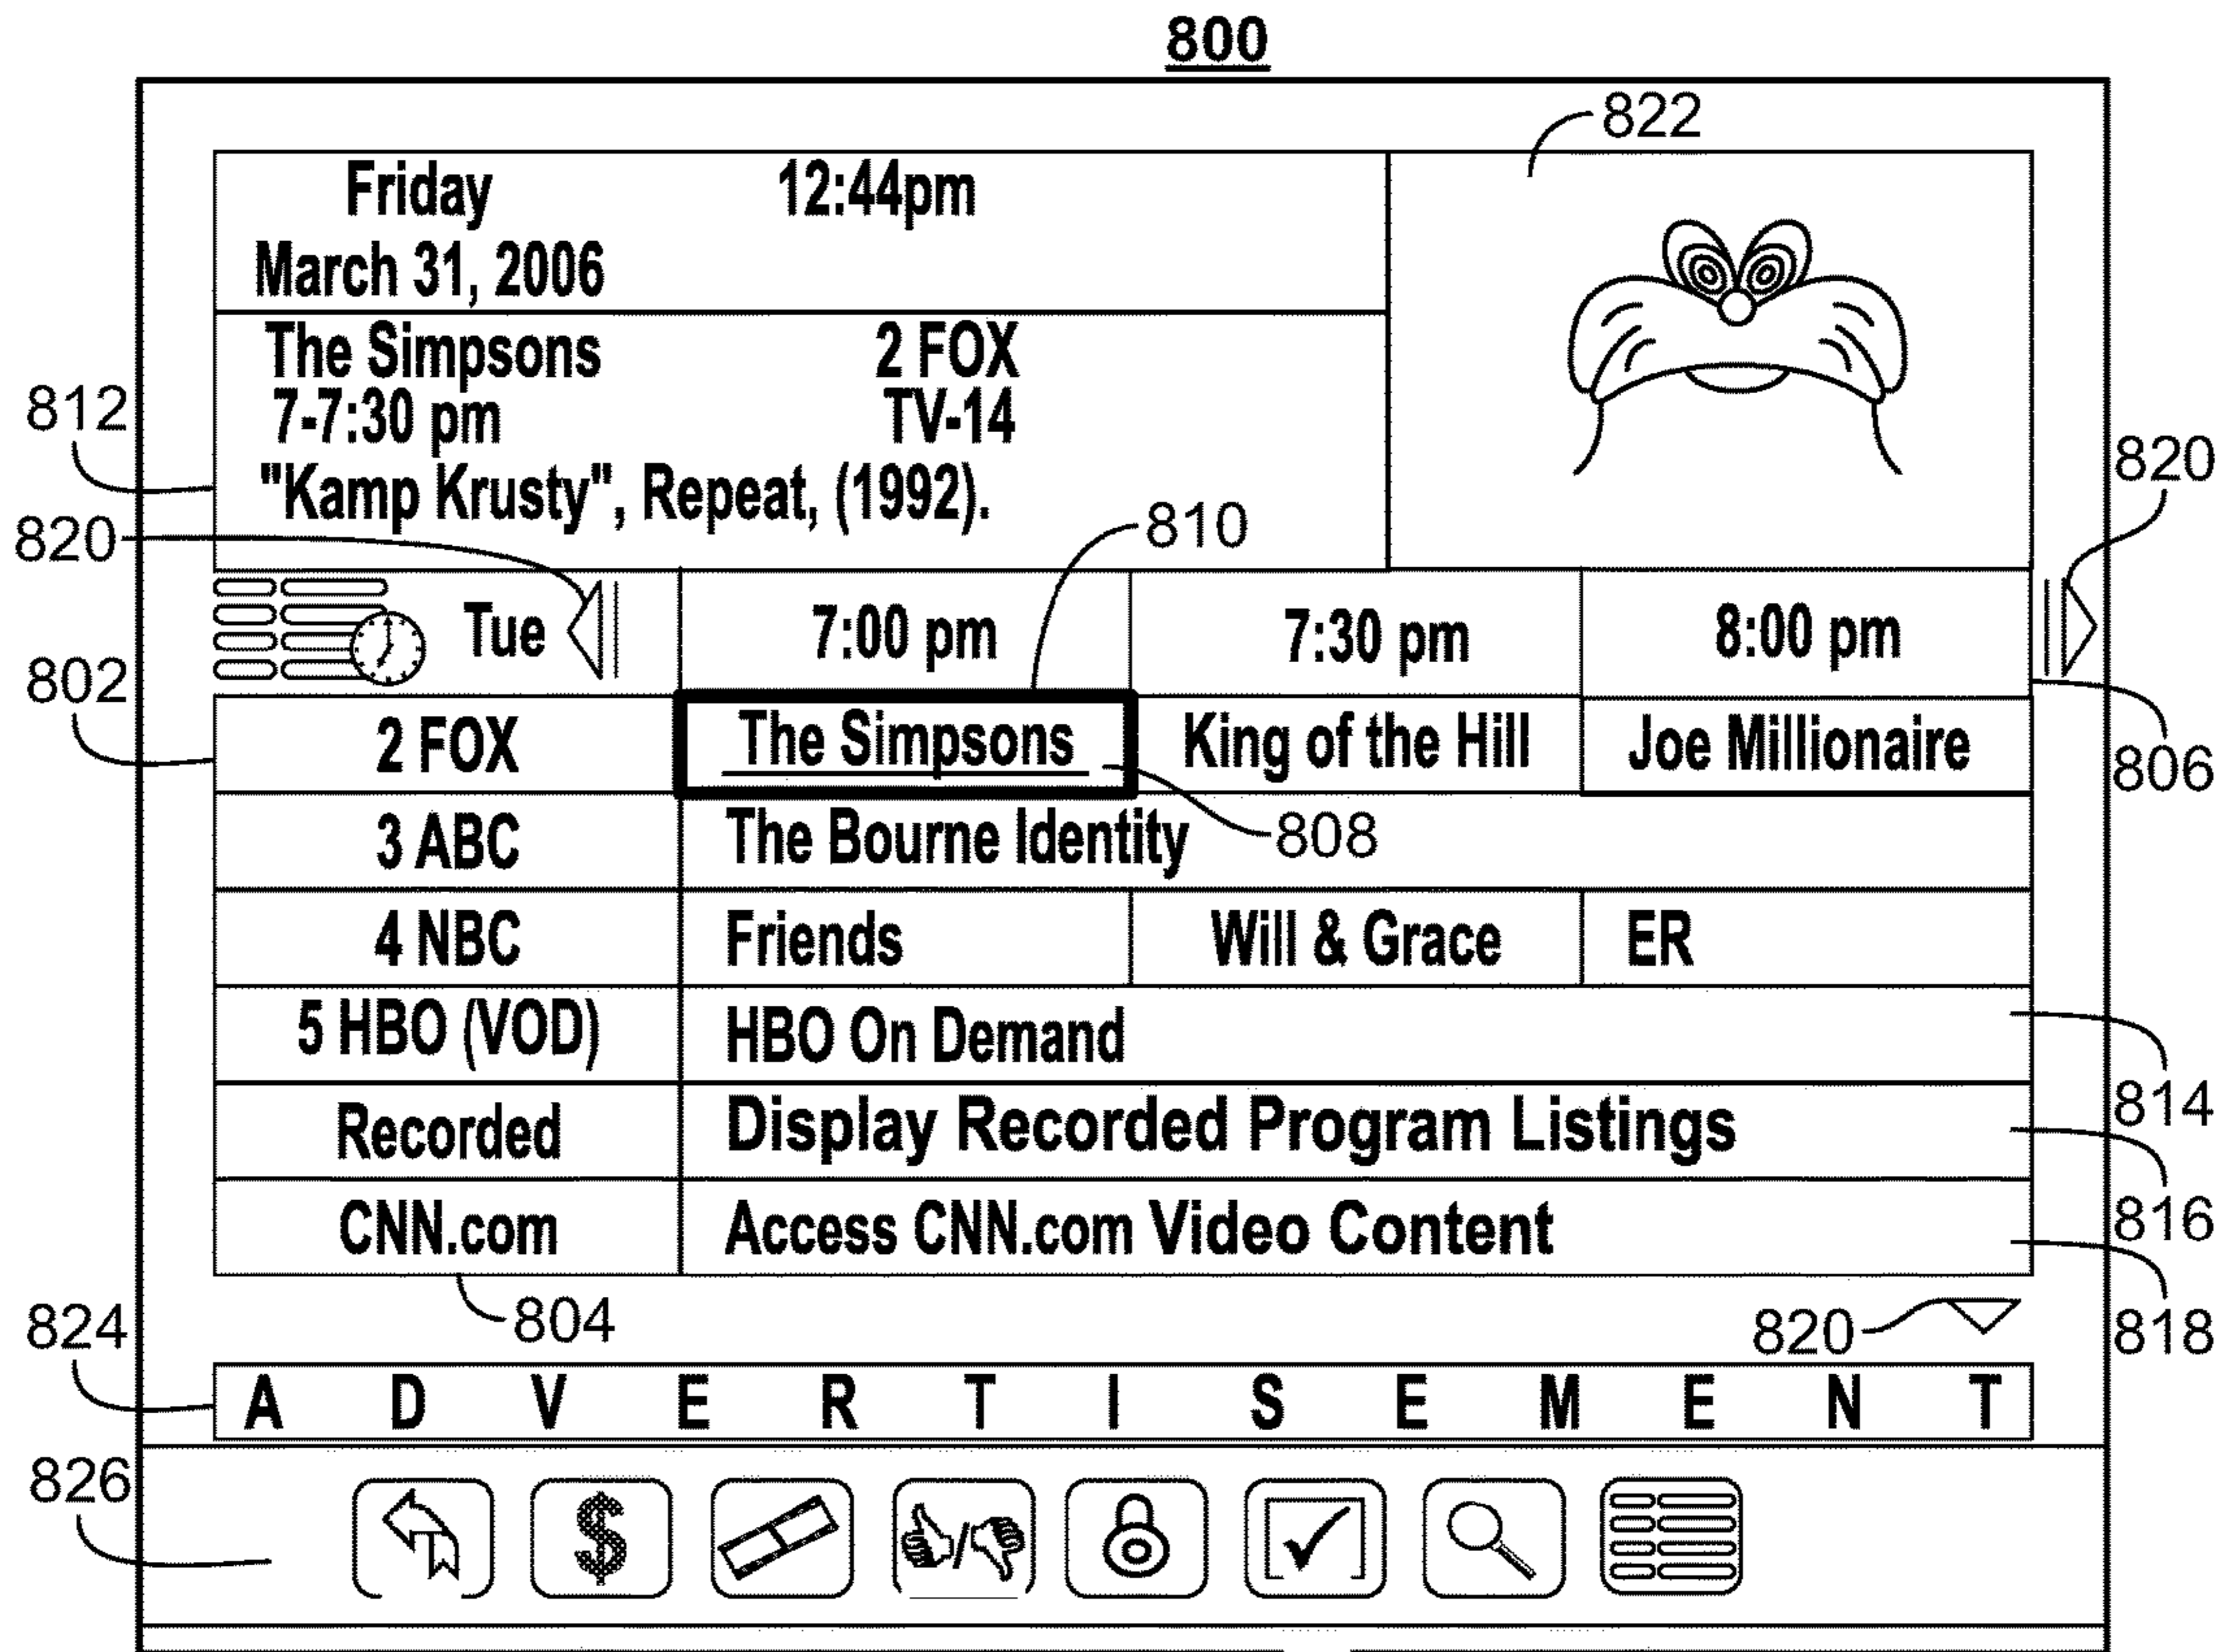 800
822
Friday 12:44pm
March 31, 2006
The Simpsons 2 FOX
812 7-7:30 pm TV-14
820
"Kamp Krusty", Repeat, (1992).
820 810
Tue 7:00 pm 7:30 pm 8:00 pm
802
2 FOX The Simpsons King of the Hill Joe Millionaire
806
3 ABC The Bourne Identity 808
4 NBC Friends Will & Grace ER
5 HBO (VOD) HBO On Demand
814
Recorded Display Recorded Program Listings
816
CNN.com Access CNN.com Video Content
824 804 820 818
A D V E R T I S E M E N T
826
$ /